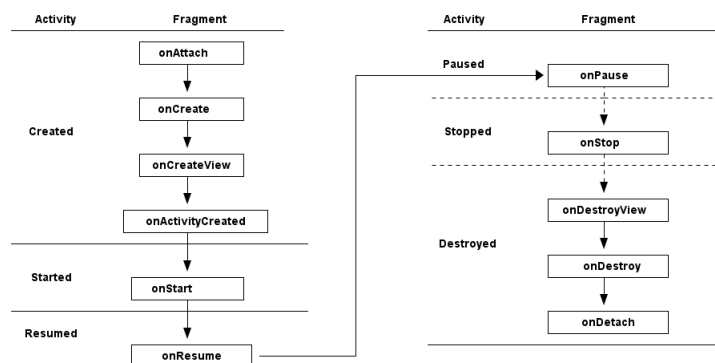 Activity Fragment
onAttach
onCreate
Created
onCreateView
onActivityCreated
Started
onStart
Resumed
onResume
Activity Fragment
Paused
onPause
Stopped
onStop
onDestroyView
Destroyed
onDestroy
onDetach